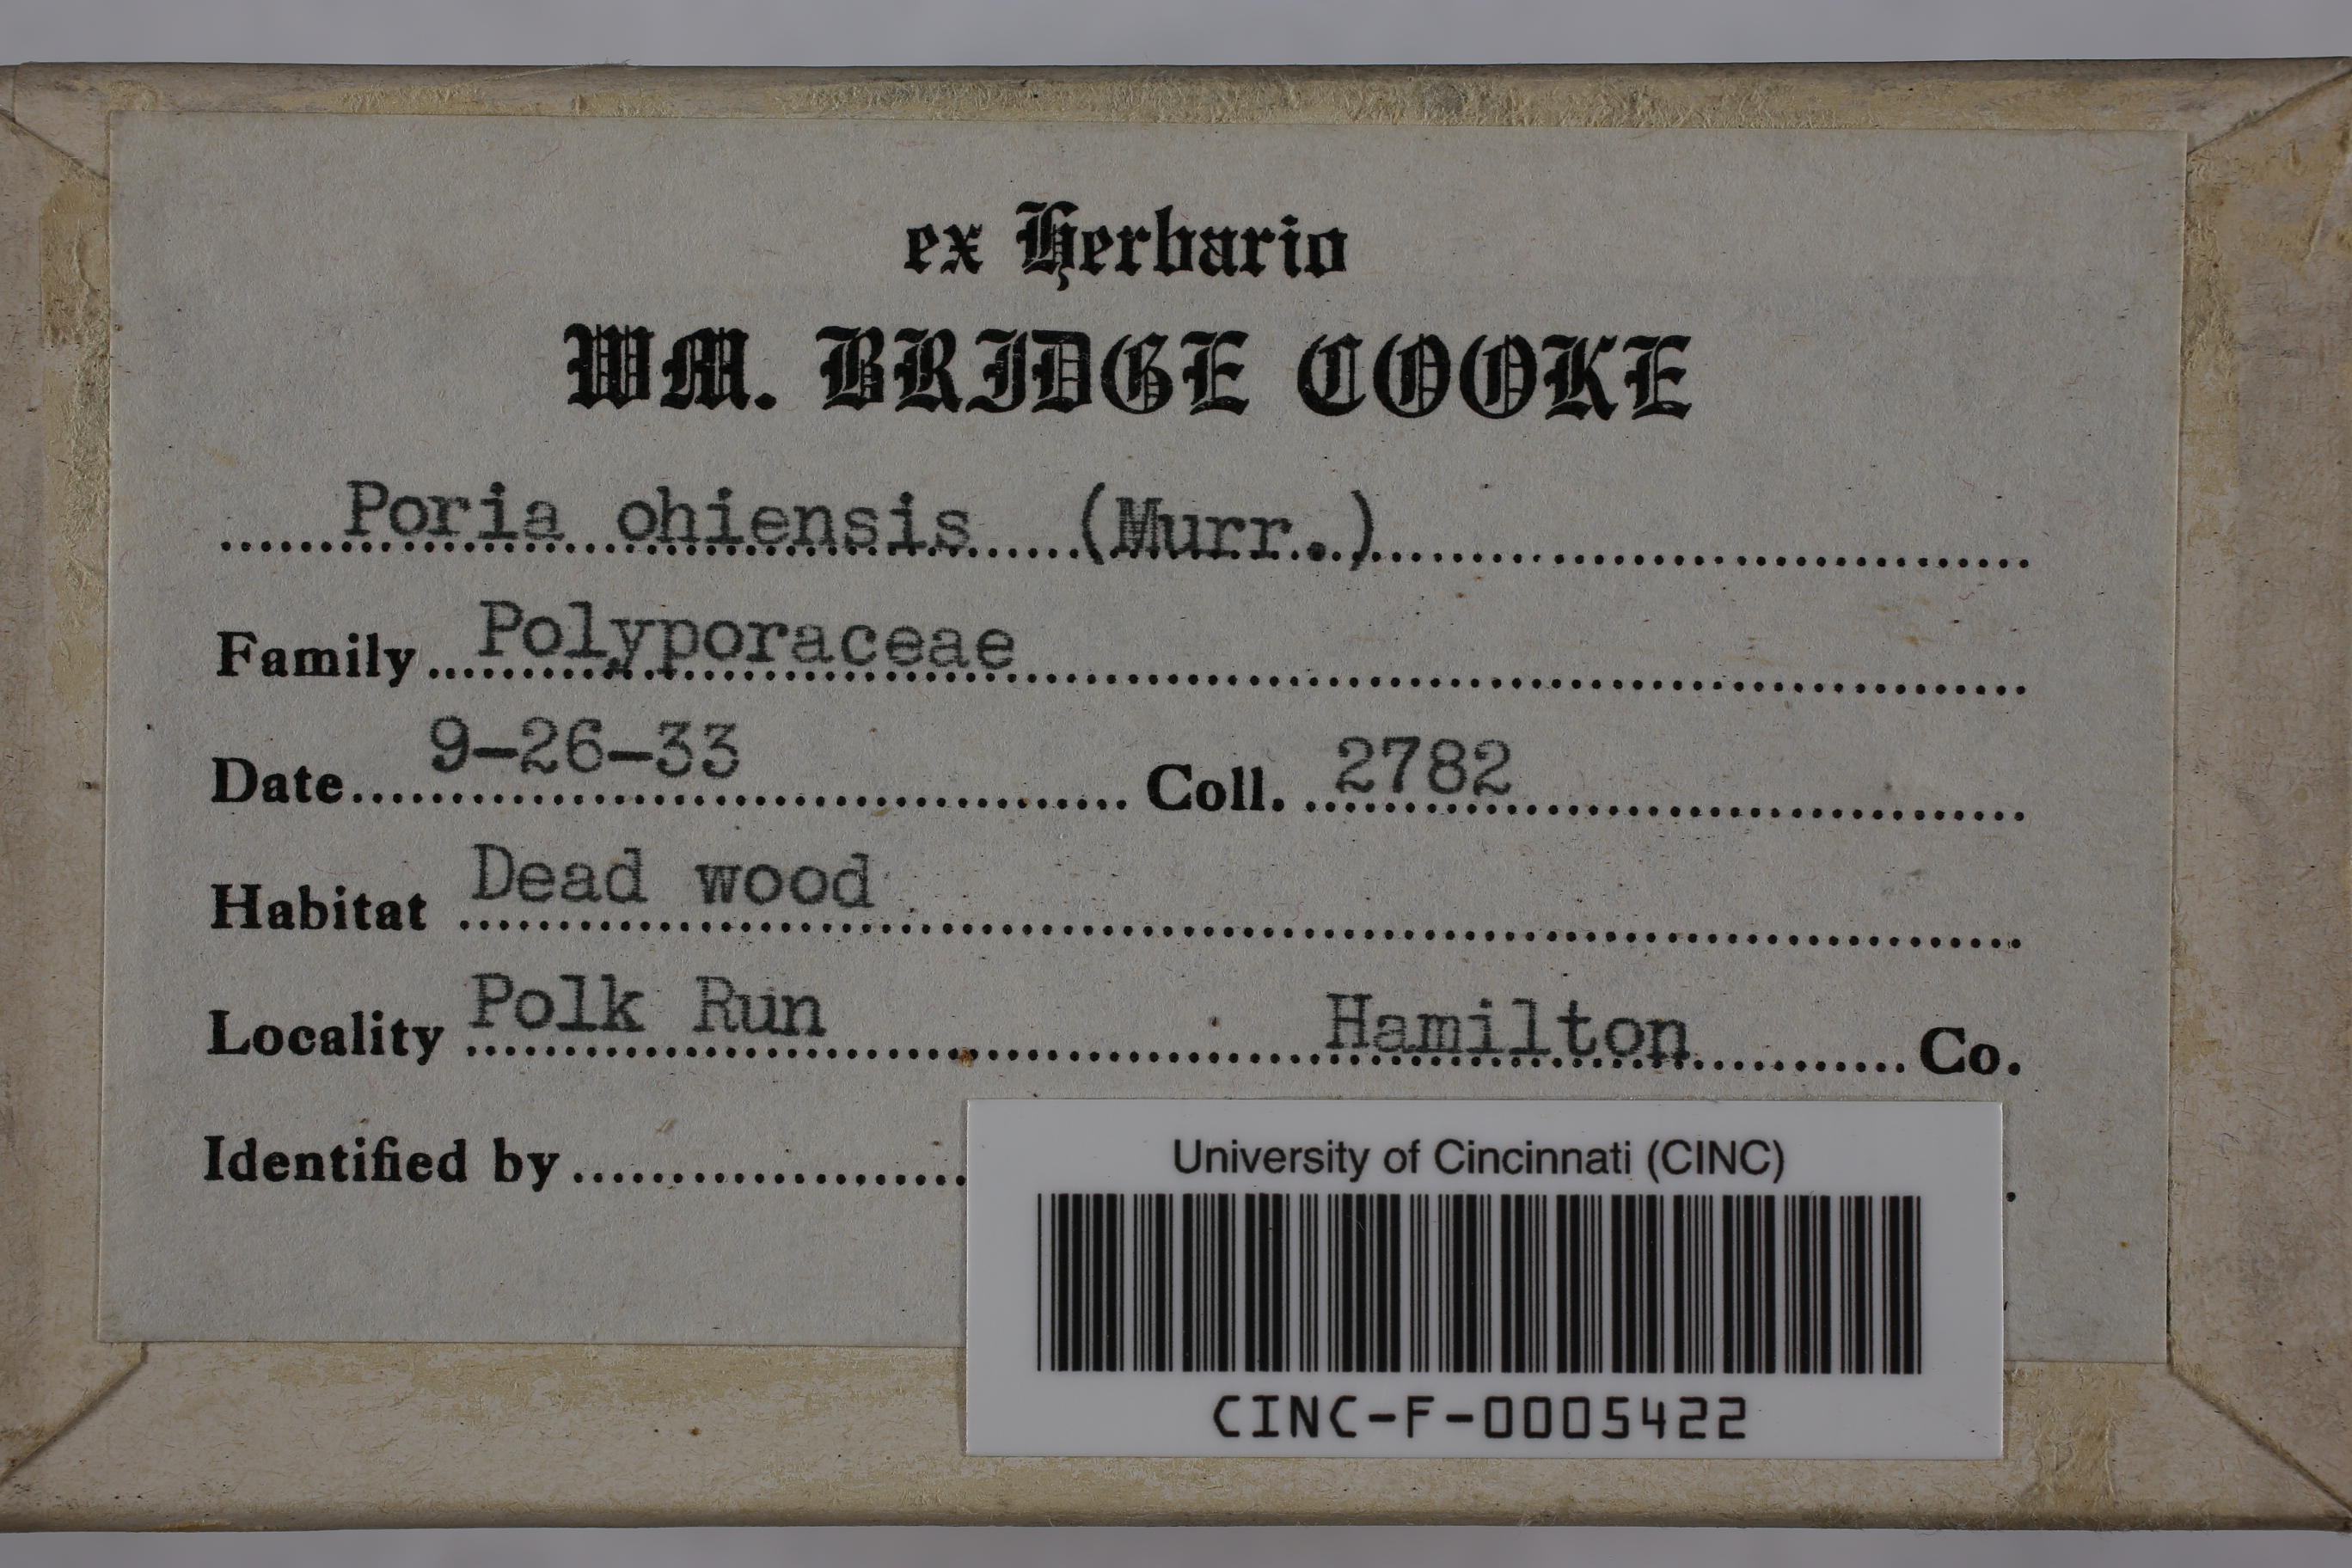 ex Herbario
WM. BRIDGE COOKE
Poria ohiensis (Murr.)
Family Polyporaceae
Date 9-26-33 Coll. 2782
Habitat Dead wood
Locality Polk Run Hamilton Co.
Identified by
University of Cincinnati (CINC)
CINC-F-0005422